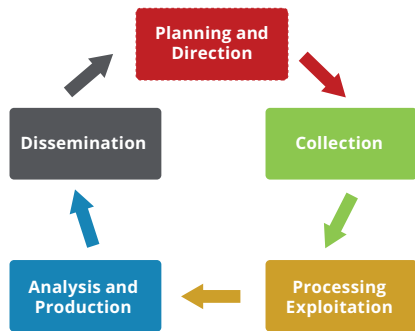 Planning and
Direction
Collection
Processing
Exploitation
Analysis and
Production
Dissemination